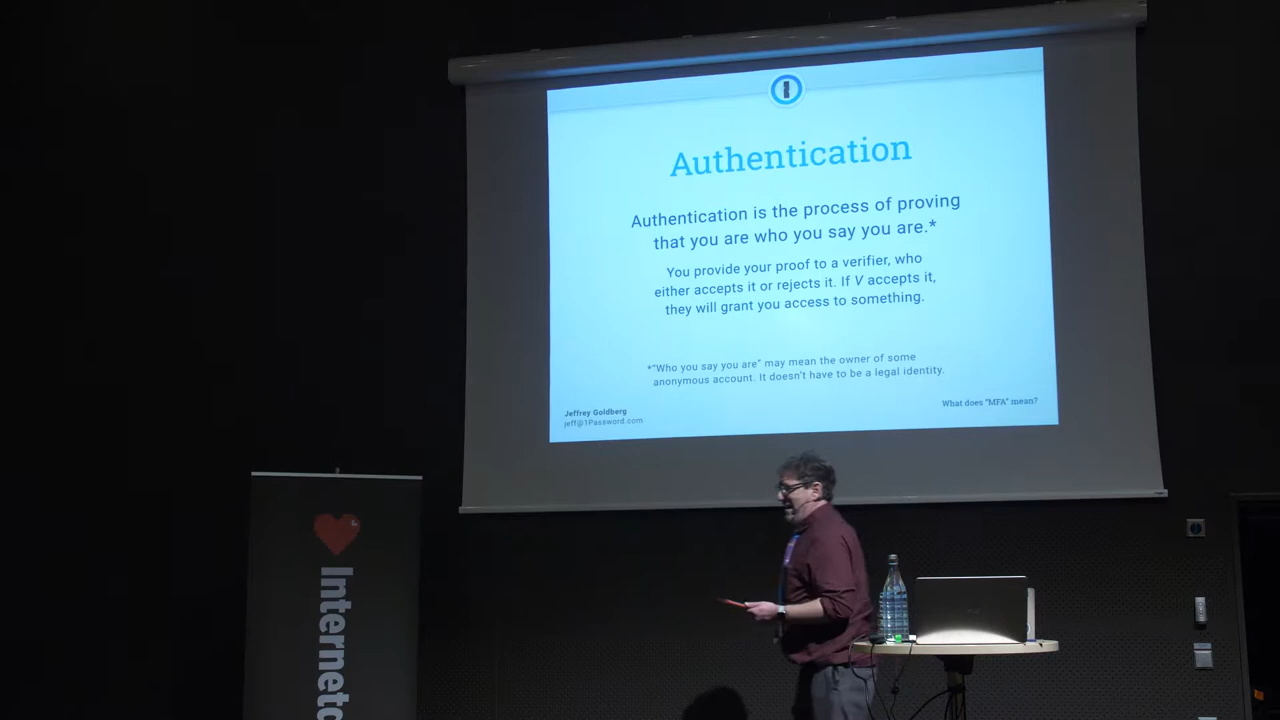 Authentication
Authentication is the process of proving
that you are who you say you are.*
You provide your proof to a verifier, who
either accepts it or rejects it. If V accepts it,
they will grant you access to something.
*“Who you say you are” may mean the owner of some
anonymous account. It doesn’t have to be a legal identity.
Jeffrey Goldberg
jeff@1Password.com
What does “MFA” mean?
Internetd